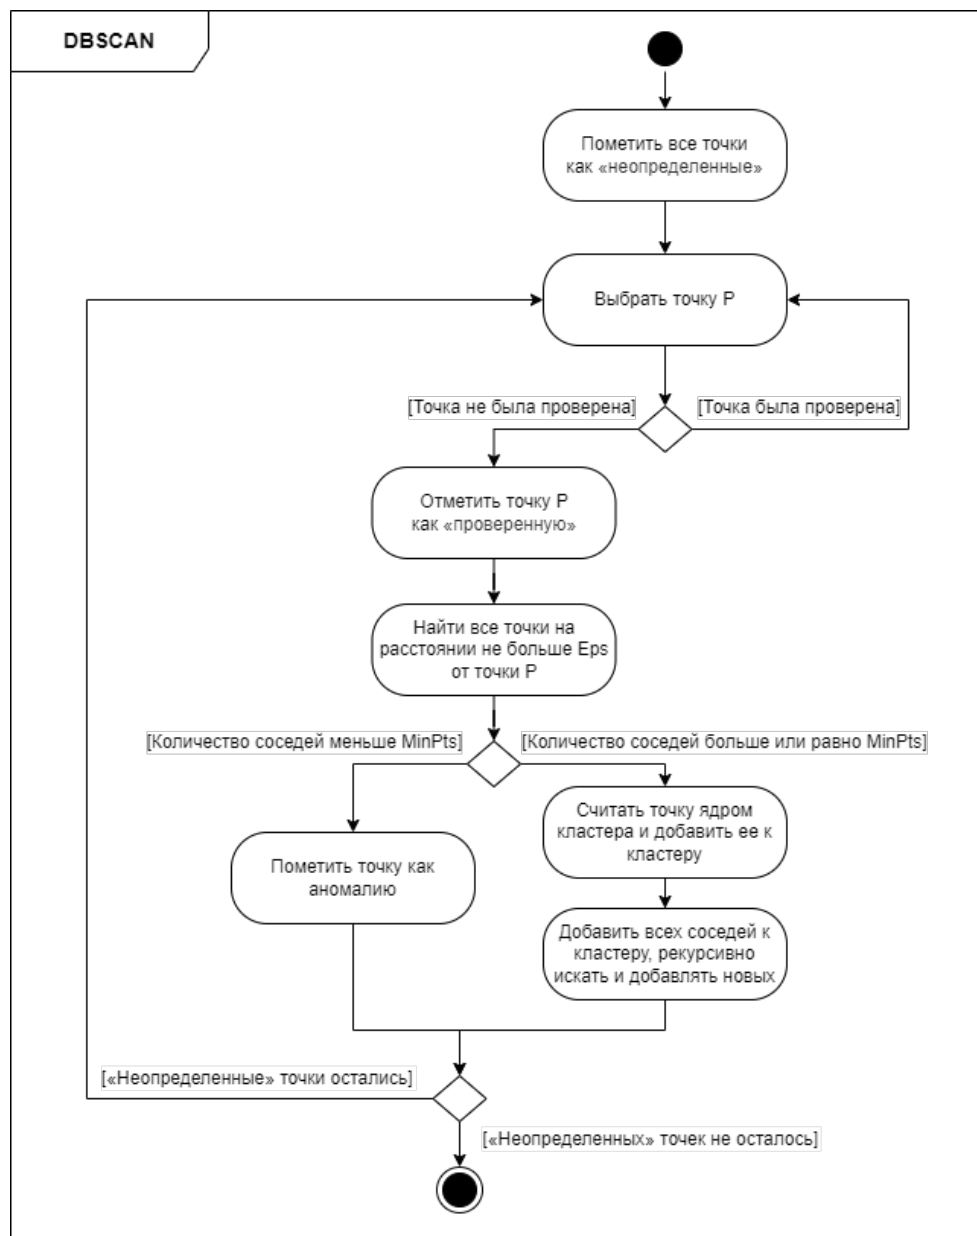 DBSCAN
Пометить все точки
как «неопределенные»
Выбрать точку P
[Точка не была проверена]
[Точка была проверена]
Отметить точку P
как «проверенную»
Найти все точки на
расстоянии не больше Eps
от точки P
[Количество соседей меньше MinPts]
[Количество соседей больше или равно MinPts]
Считать точку ядром
кластера и добавить ее к
кластеру
Пометить точку как
аномалию
Добавить всех соседей к
кластеру, рекурсивно
искать и добавлять новых
[«Неопределенные» точки остались]
[«Неопределенных» точек не осталось]